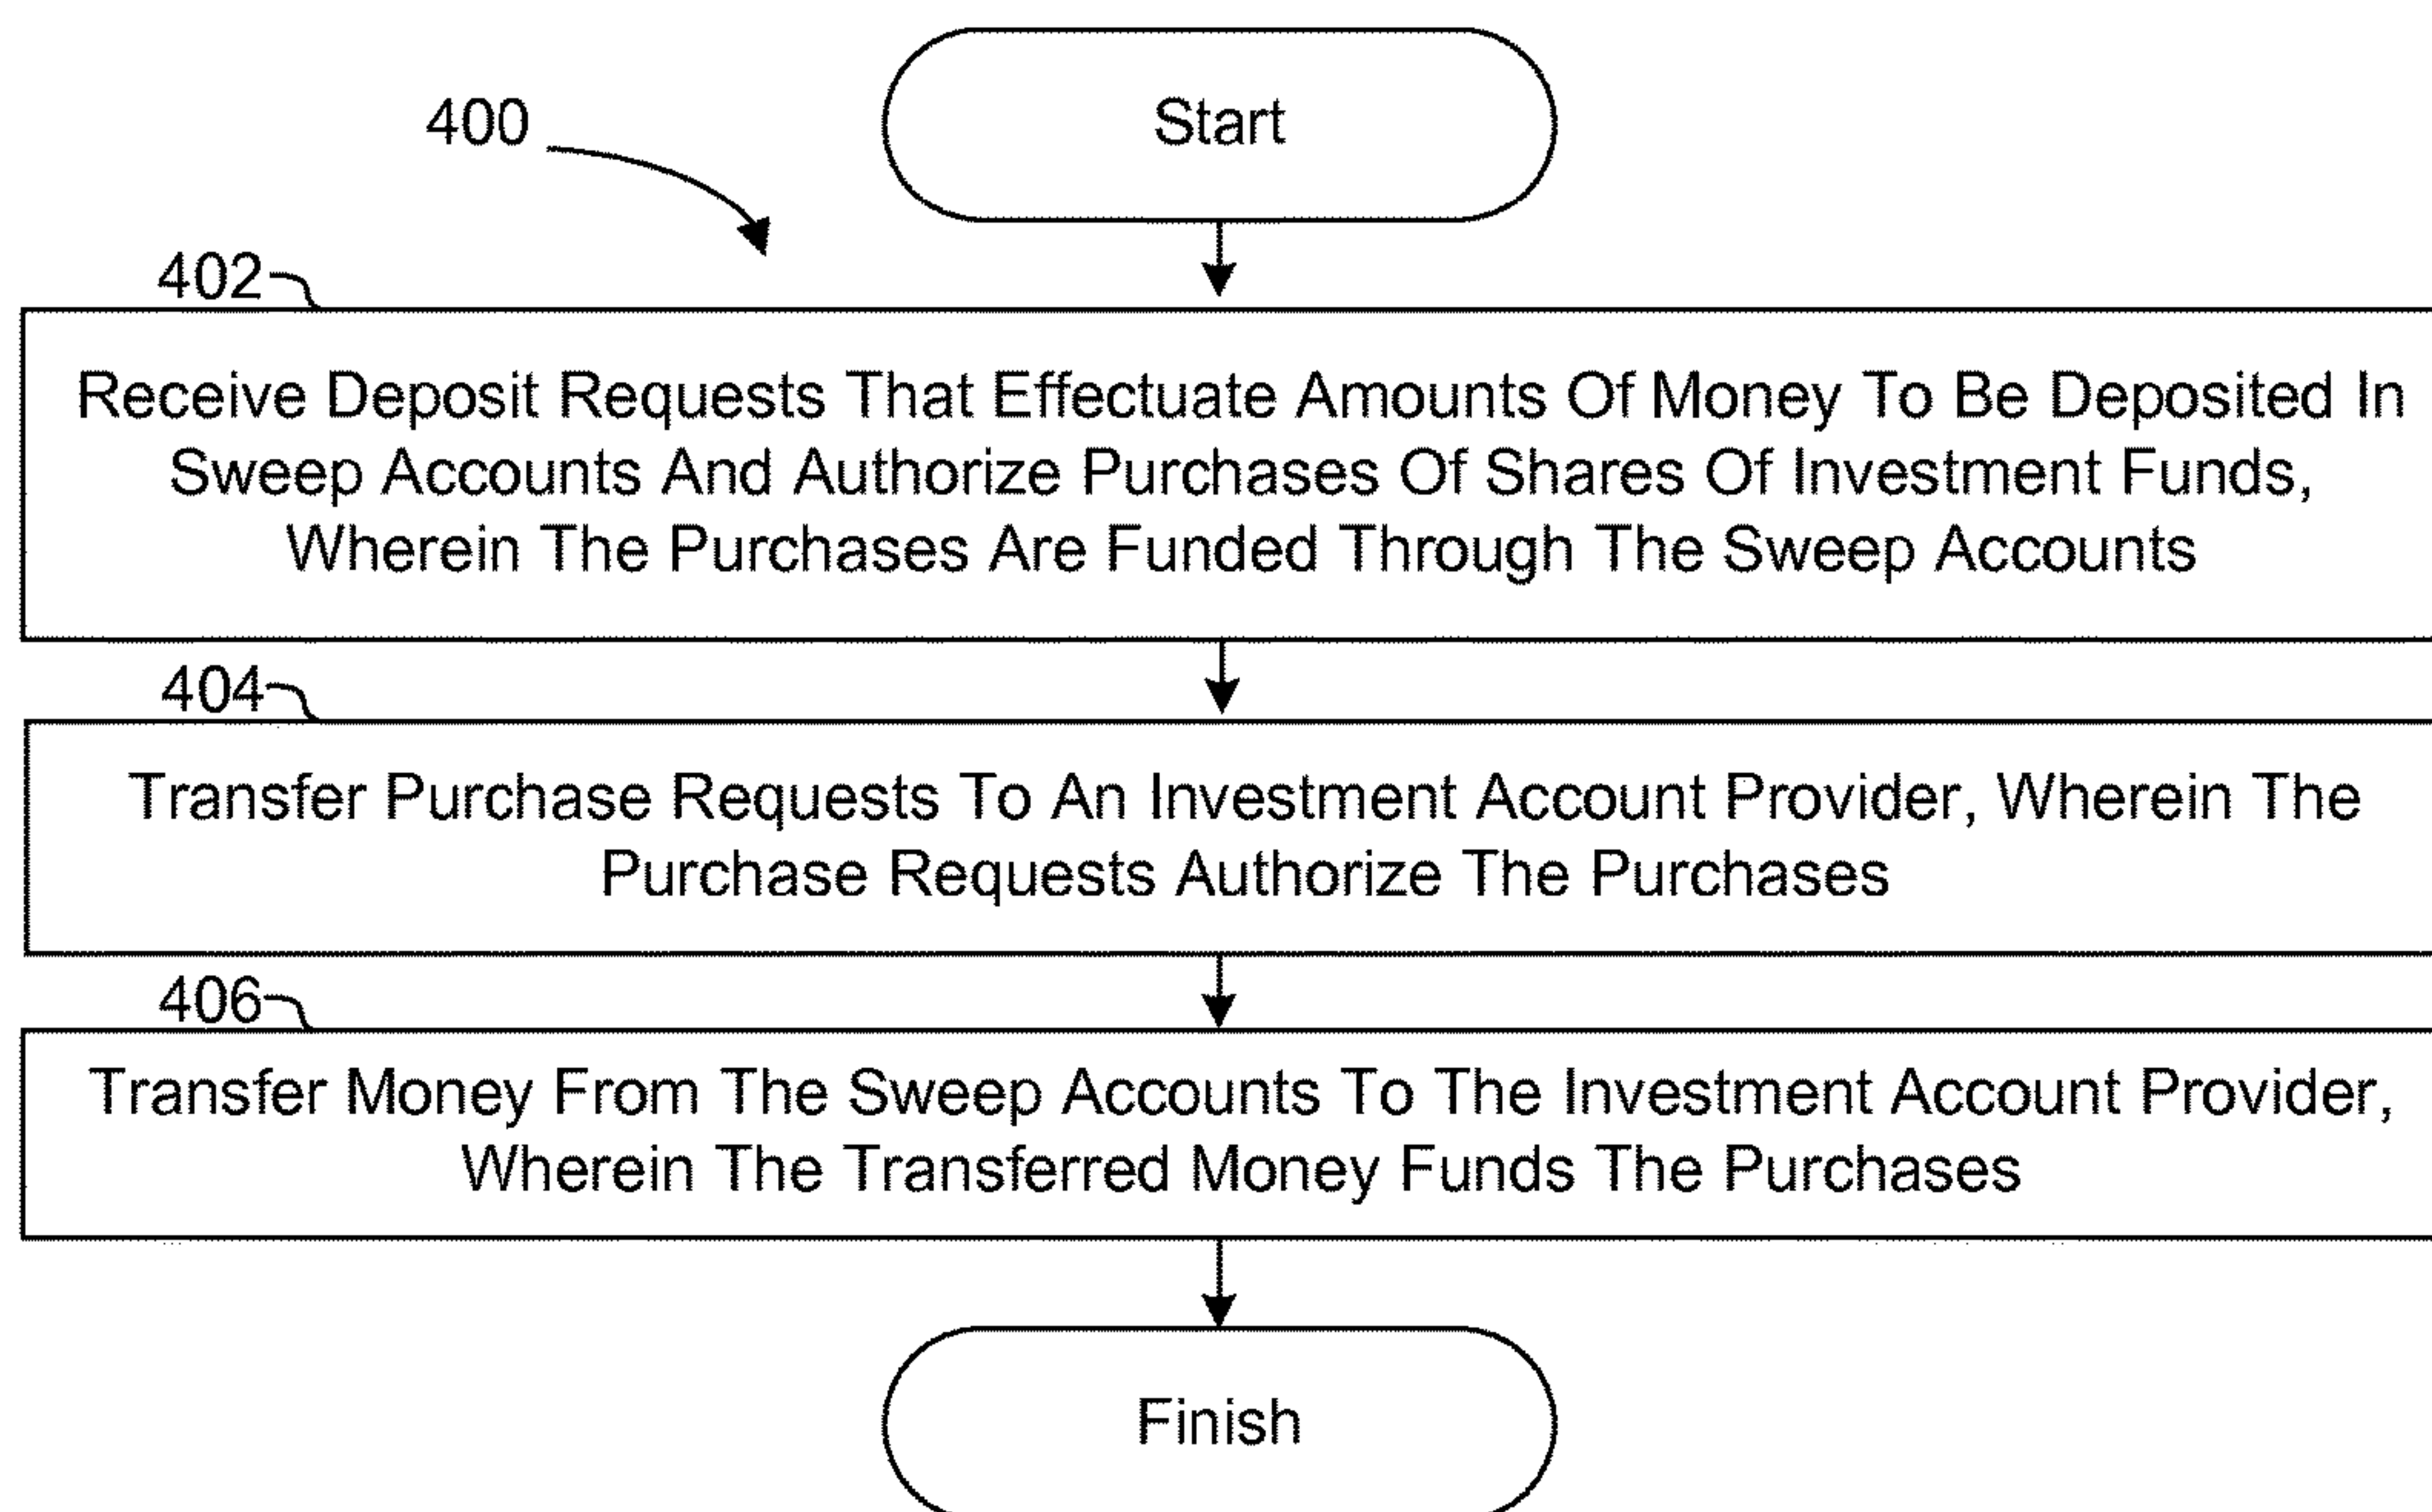 Start
400
402
Receive Deposit Requests That Effectuate Amounts Of Money To Be Deposited In
Sweep Accounts And Authorize Purchases Of Shares Of Investment Funds,
Wherein The Purchases Are Funded Through The Sweep Accounts
404
Transfer Purchase Requests To An Investment Account Provider, Wherein The
Purchase Requests Authorize The Purchases
406
Transfer Money From The Sweep Accounts To The Investment Account Provider,
Wherein The Transferred Money Funds The Purchases
Finish